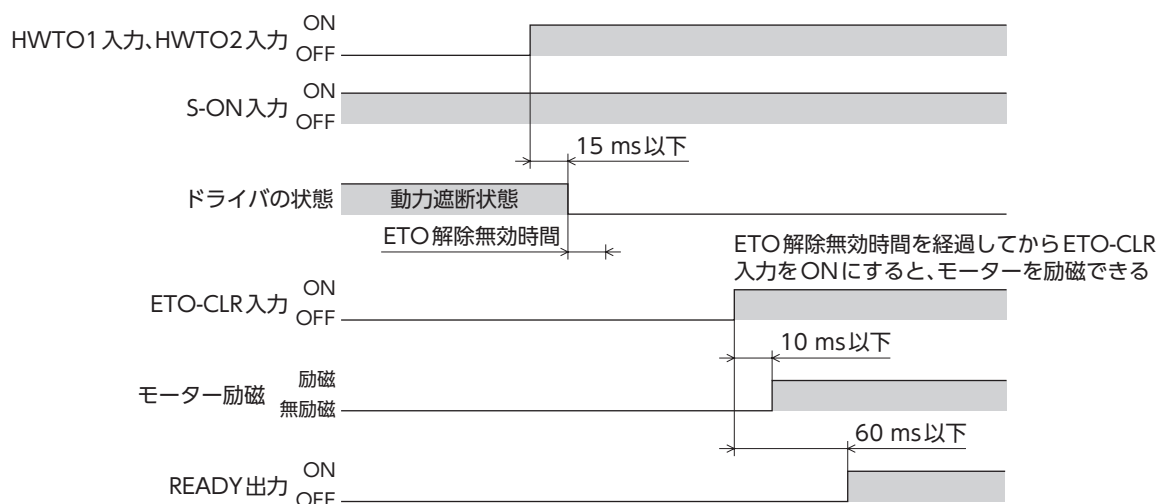 HWTO1入力、HWTO2入力
ON
OFF
S-ON入力
ON
OFF
15 ms以下
ドライバの状態
動力遮断状態
ETO解除無効時間
ETO解除無効時間を経過してからETO-CLR
入力をONにすると、モーターを励磁できる
ETO-CLR入力
ON
OFF
10 ms以下
モーター励磁
励磁
無励磁
60 ms以下
READY出力
ON
OFF